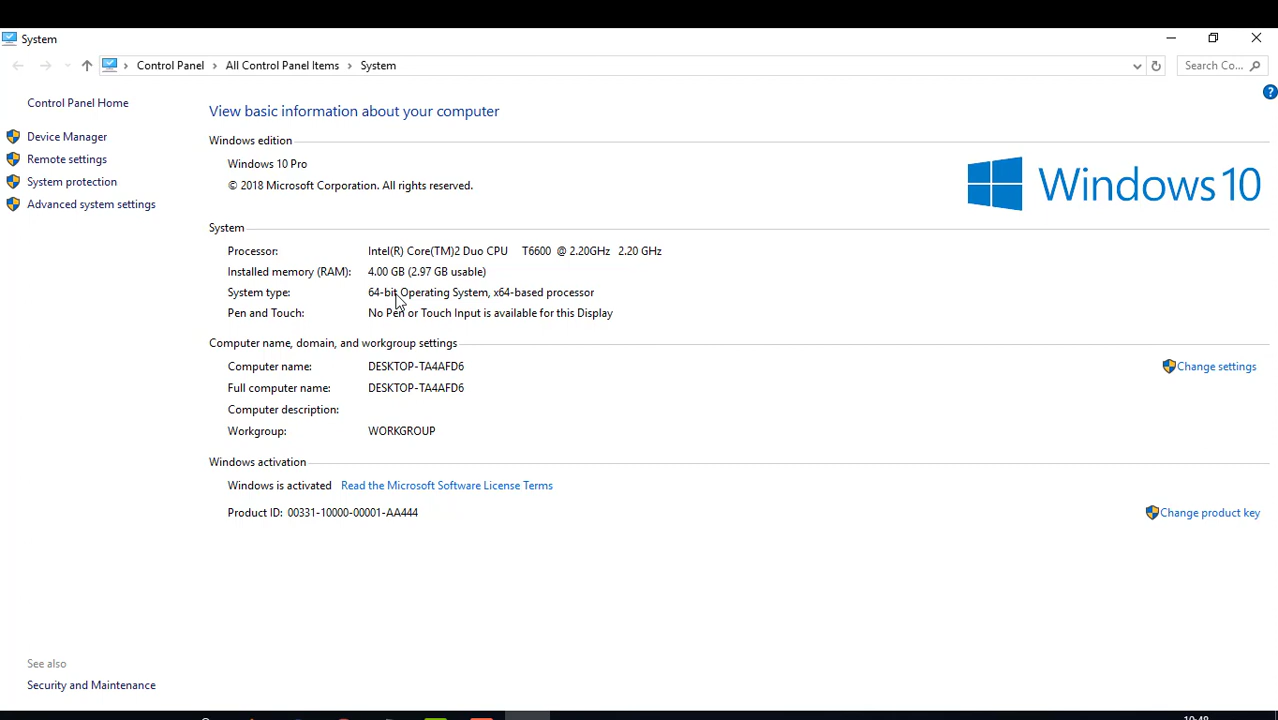 System
Control Panel > All Control Panel Items > System
Search Co...
Control Panel Home
Device Manager
Remote settings
System protection
Advanced system settings
View basic information about your computer
Windows edition
Windows 10 Pro
© 2018 Microsoft Corporation. All rights reserved.
Windows 10
System
Processor: Intel(R) Core(TM)2 Duo CPU T6600 @ 2.20GHz 2.20 GHz
Installed memory (RAM): 4.00 GB (2.97 GB usable)
System type: 64-bit Operating System, x64-based processor
Pen and Touch: No Pen or Touch Input is available for this Display
Computer name, domain, and workgroup settings
Computer name: DESKTOP-TA4AFD6
Change settings
Full computer name: DESKTOP-TA4AFD6
Computer description:
Workgroup: WORKGROUP
Windows activation
Windows is activated Read the Microsoft Software License Terms
Product ID: 00331-10000-00001-AA444
Change product key
See also
Security and Maintenance